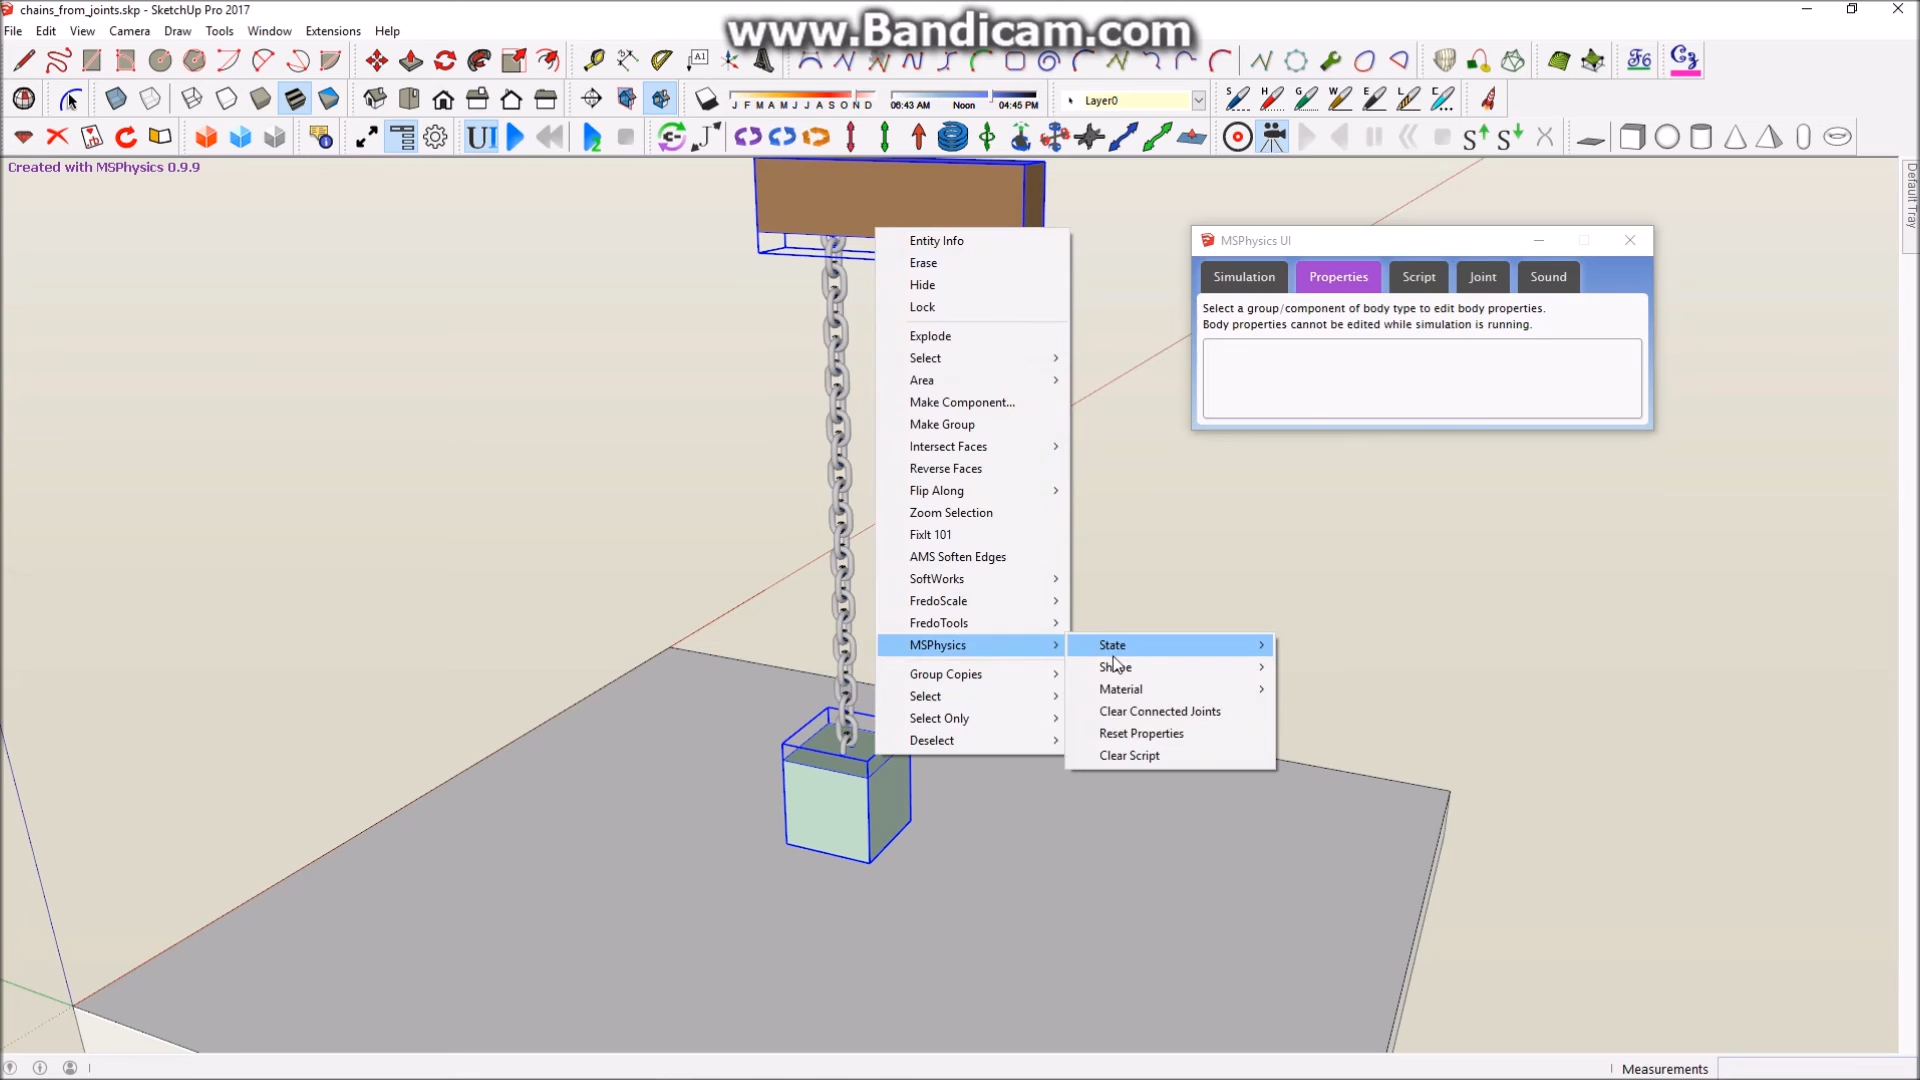 chains_from_joints.skp - SketchUp Pro 2017
www.Bandicam.com
File Edit View Camera Draw Tools Window Extensions Help
A1
F6
J F M A M J J A S O N D
06:43 AM Noon 04:45 PM
Layer0
S H G W E L C
UI
2
J
S S
Created with MSPhysics 0.9.9
Default Tray
Entity Info
Erase
Hide
Lock
Explode
Select
Area
Make Component...
Make Group
Intersect Faces
Reverse Faces
Flip Along
Zoom Selection
FixIt 101
AMS Soften Edges
SoftWorks
FredoScale
FredoTools
MSPhysics
Group Copies
Select
Select Only
Deselect
State
Shape
Material
Clear Connected Joints
Reset Properties
Clear Script
MSPhysics UI
Simulation Properties Script Joint Sound
Select a group/component of body type to edit body properties.
Body properties cannot be edited while simulation is running.
Measurements